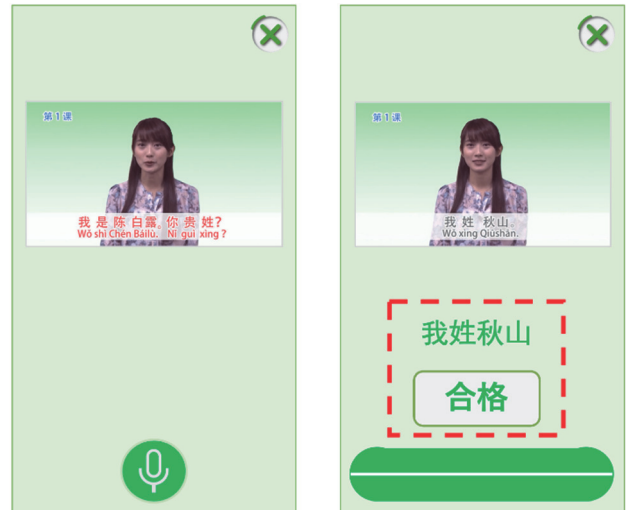 第1课
我是陈白露。你贵姓？
Wǒ shì Chén Báilù. Nǐ guì xìng ?
第1课
我姓 秋山.
Wǒ xìng Qiūshān.
我姓秋山
合格